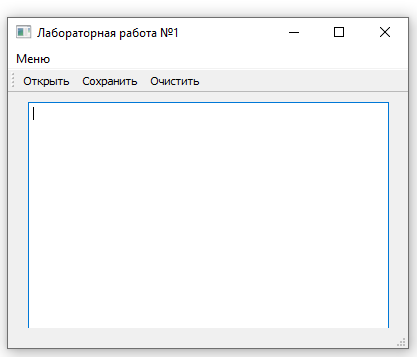 Лабораторная работа №1
Меню
Открыть Сохранить Очистить